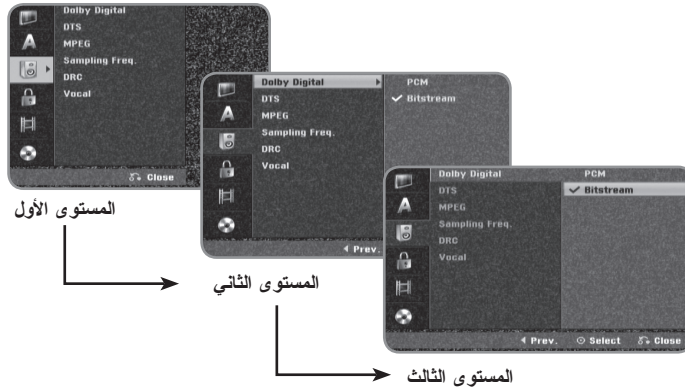 Dolby Digital
DTS
MPEG
Sampling Freq.
DRC
Vocal
Close
المستوى الأول
Dolby Digital
DTS
MPEG
Sampling Freq.
DRC
Vocal
PCM
Bitstream
Prev.
المستوى الثاني
Dolby Digital
DTS
MPEG
Sampling Freq.
DRC
Vocal
PCM
Bitstream
Prev.
Select
Close
المستوى الثالث